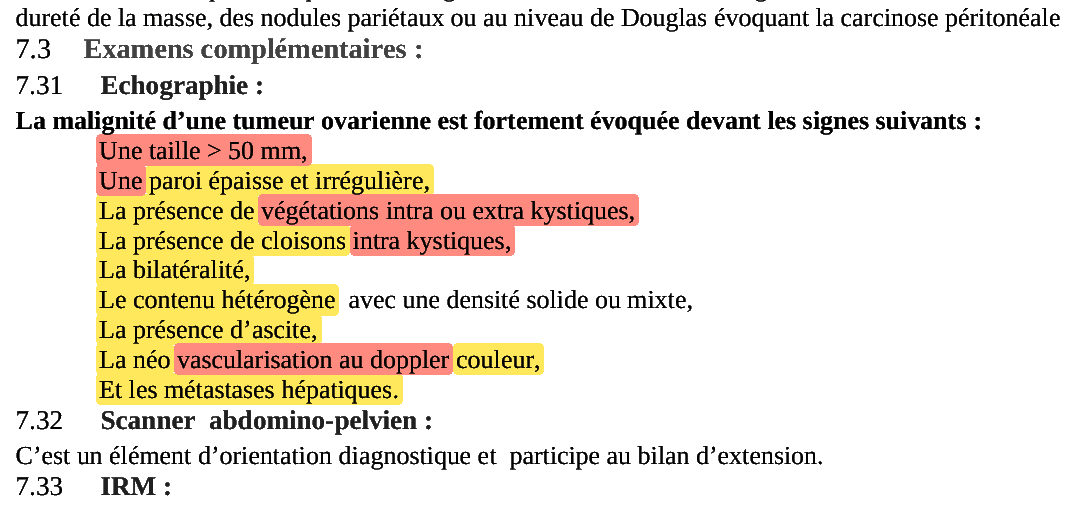 dureté de la masse, des nodules pariétaux ou au niveau de Douglas évoquant la carcinose péritonéale
7.3 Examens complémentaires :
7.31 Echographie :
La malignité d’une tumeur ovarienne est fortement évoquée devant les signes suivants :
Une taille > 50 mm,
Une paroi épaisse et irrégulière,
La présence de végétations intra ou extra kystiques,
La présence de cloisons intra kystiques,
La bilatéralité,
Le contenu hétérogène avec une densité solide ou mixte,
La présence d’ascite,
La néo vascularisation au doppler couleur,
Et les métastases hépatiques.
7.32 Scanner abdomino-pelvien :
C’est un élément d’orientation diagnostique et participe au bilan d’extension.
7.33 IRM :